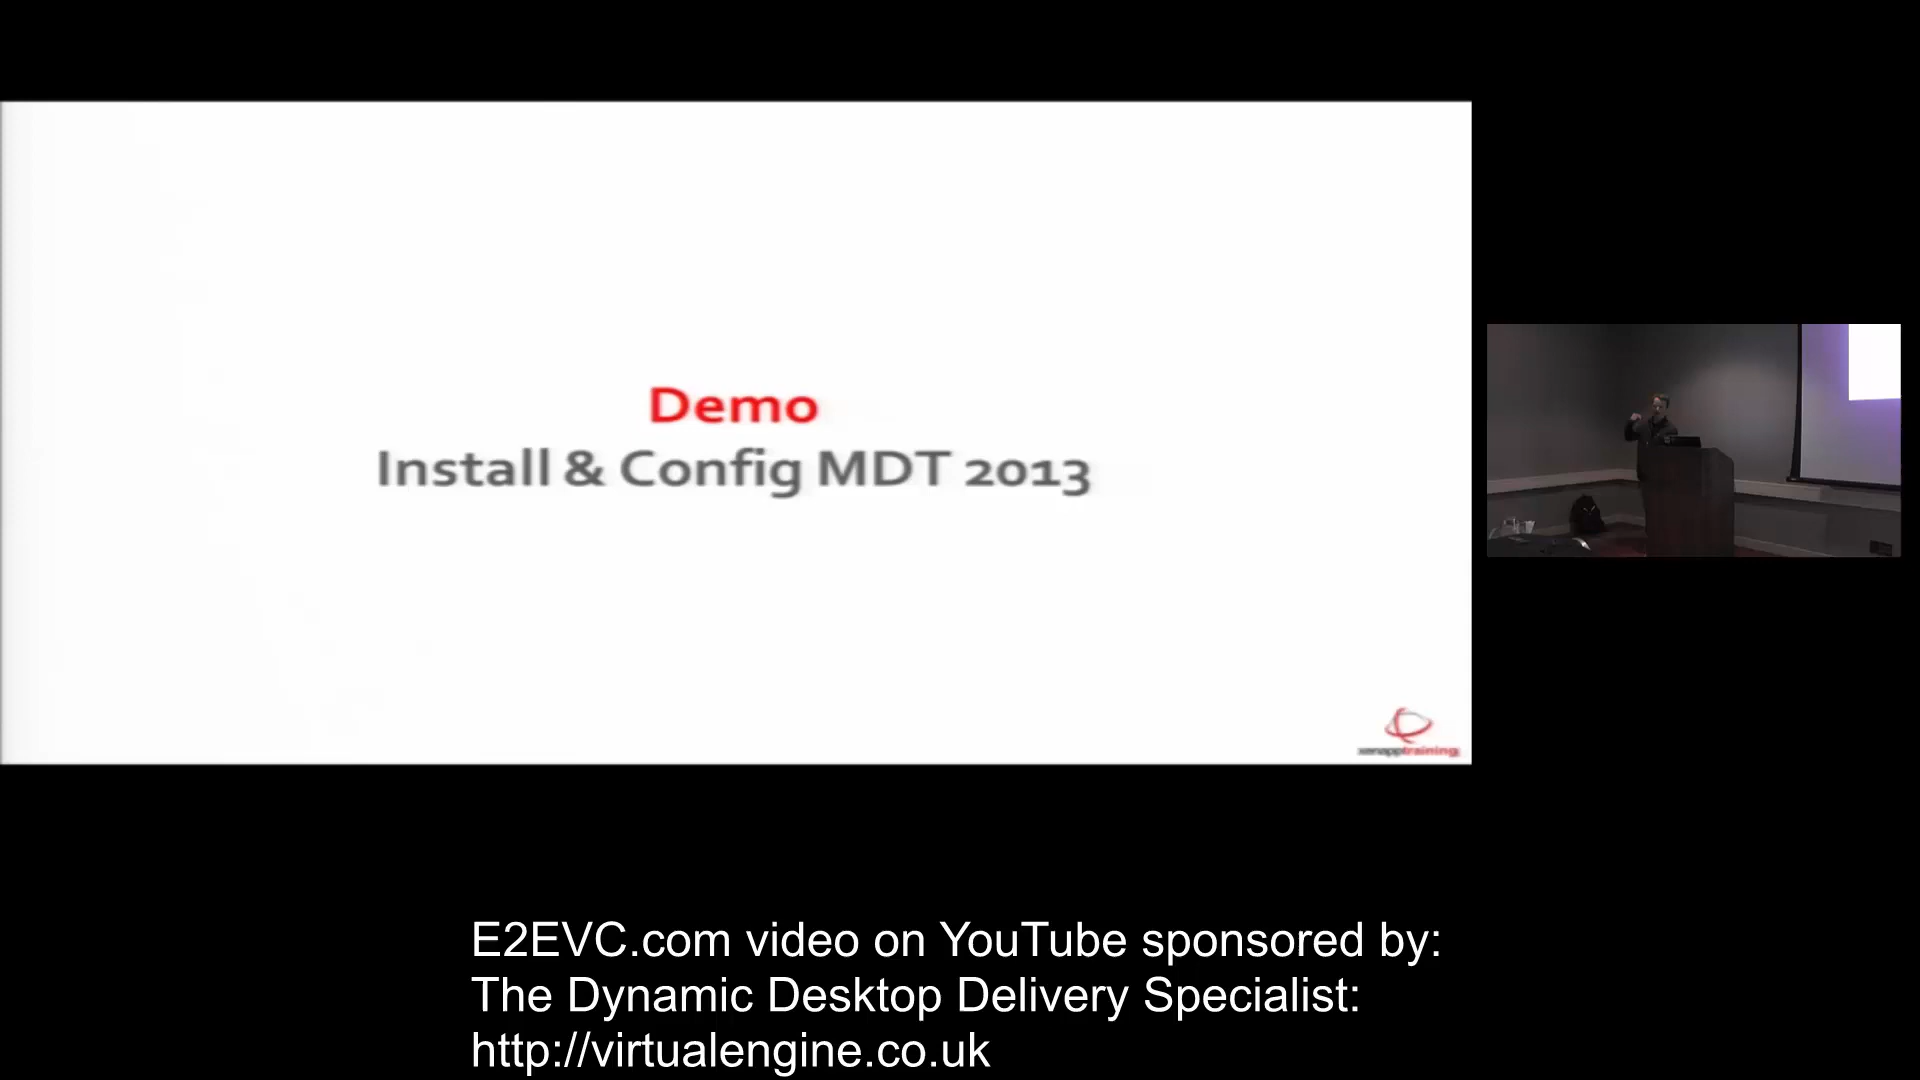 Demo
Install & Config MDT 2013
xenapptraining
E2EVC.com video on YouTube sponsored by:
The Dynamic Desktop Delivery Specialist:
http://virtualengine.co.uk